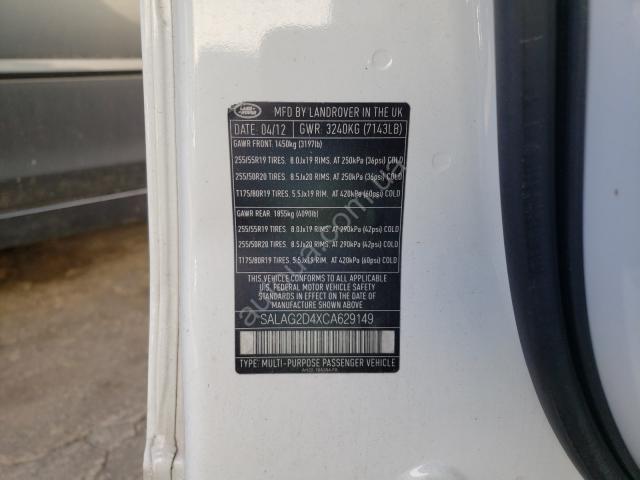 LAND ROVER
MFD BY LANDROVER IN THE UK
DATE: 04/12 GWR 3240KG (7143LB)
GAWR FRONT: 1450kg (3197lb)
255/55R19 TIRES. 8.0Jx19 RIMS. AT 250kPa (36psi) COLD
255/50R20 TIRES. 8.5Jx20 RIMS. AT 250kPa (36psi) COLD
T175/80R19 TIRES. 5.5Jx19 RIM. AT 420kPa (60psi) COLD
GAWR REAR: 1855kg (4090lb)
255/55R19 TIRES. 8.0Jx19 RIMS. AT 290kPa (42psi) COLD
255/50R20 TIRES. 8.5Jx20 RIMS. AT 290kPa (42psi) COLD
T175/80R19 TIRES. 5.5Jx19 RIM. AT 420kPa (60psi) COLD
THIS VEHICLE CONFORMS TO ALL APPLICABLE
U.S. FEDERAL MOTOR VEHICLE SAFETY
STANDARDS IN EFFECT ON THE DATE OF
MANUFACTURE SHOWN ABOVE
SALAG2D4XCA629149
TYPE: MULTI-PURPOSE PASSENGER VEHICLE